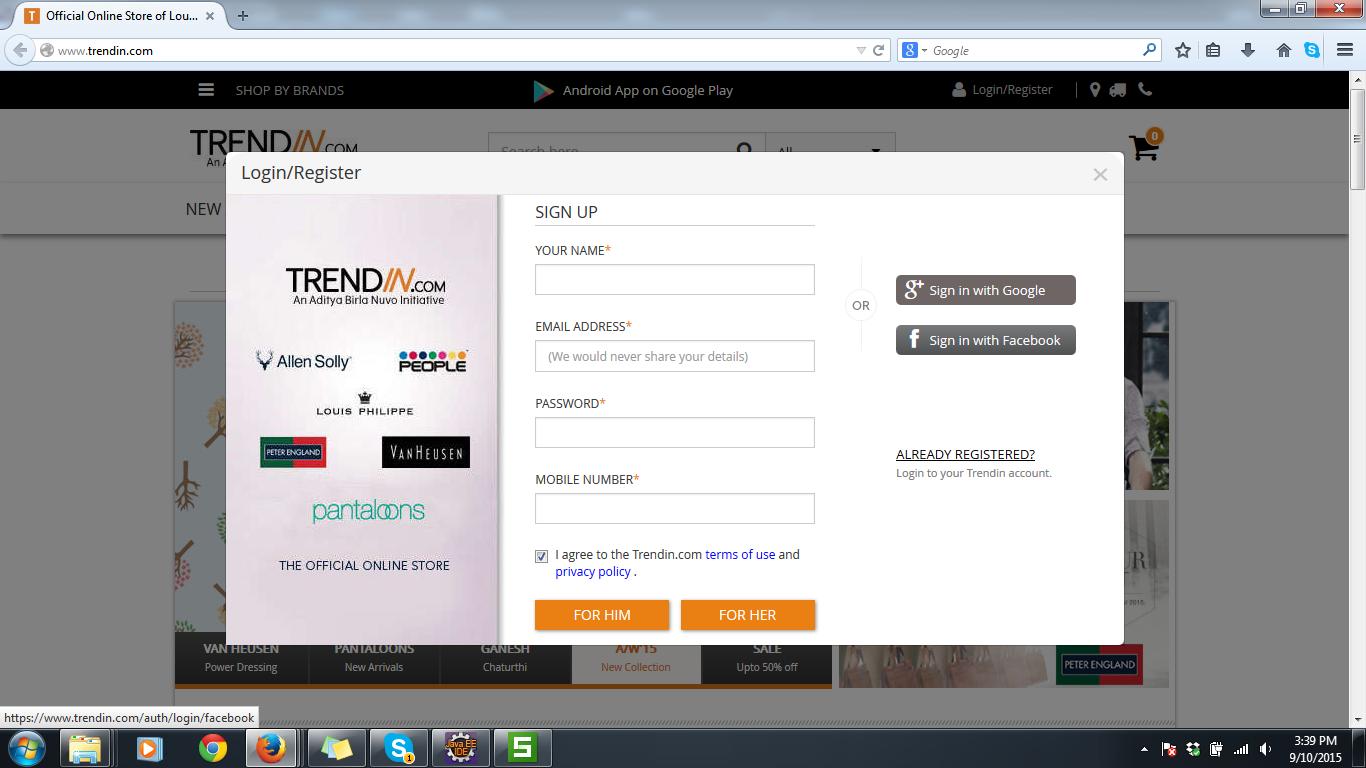 Official Online Store of Lou...
www.trendin.com
Google
SHOP BY BRANDS
Android App on Google Play
Login/Register
TRENDIN.COM
An A
Search here
All
0
NEW
Login/Register
TRENDIN.COM
An Aditya Birla Nuvo Initiative
Allen Solly
PEOPLE
LOUIS PHILIPPE
PETER ENGLAND
VANHEUSEN
pantaloons
THE OFFICIAL ONLINE STORE
SIGN UP
YOUR NAME*
EMAIL ADDRESS*
(We would never share your details)
PASSWORD*
MOBILE NUMBER*
I agree to the Trendin.com terms of use and
privacy policy .
FOR HIM
FOR HER
OR
Sign in with Google
Sign in with Facebook
ALREADY REGISTERED?
Login to your Trendin account.
VAN HEUSEN
Power Dressing
PANTALOONS
New Arrivals
GANESH
Chaturthi
A/W'15
New Collection
SALE
Upto 50% off
UR
2015.
PETER ENGLAND
https://www.trendin.com/auth/login/facebook
1
Java EE
IDE
3:39 PM
9/10/2015